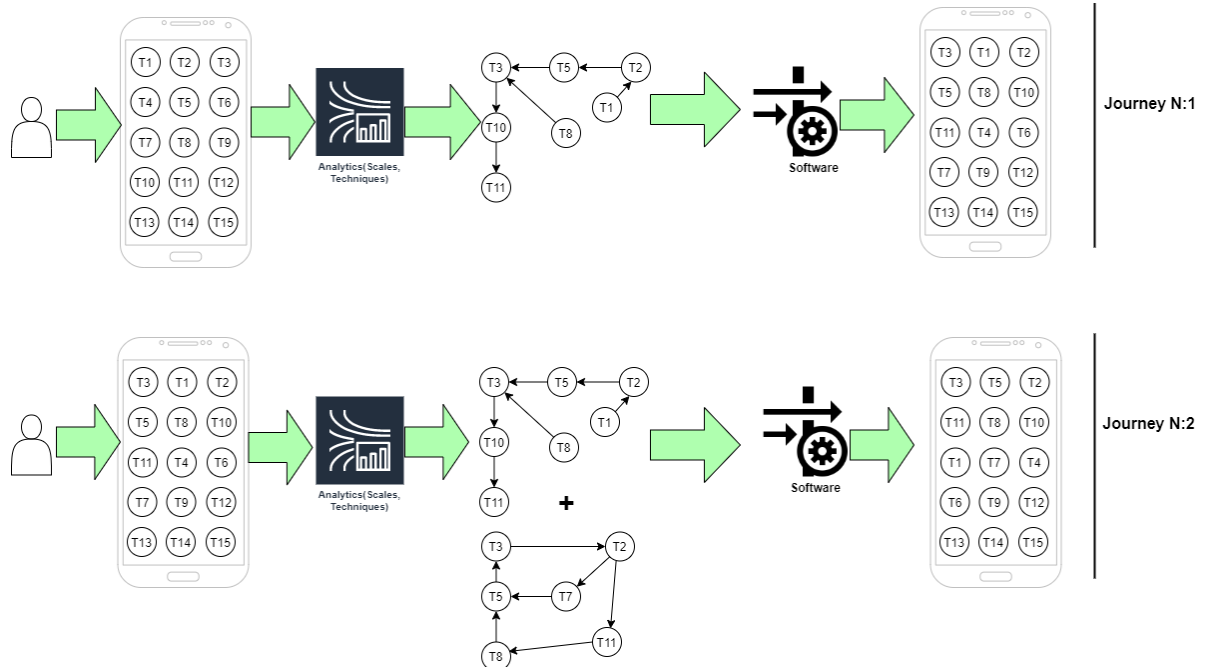 T1 T2 T3
T4 T5 T6
T7 T8 T9
T10 T11 T12
T13 T14 T15
Analytics(Scales,
Techniques)
T3 T5 T2
T1
T10 T8
T11
Software
T3 T1 T2
T5 T8 T10
T11 T4 T6
T7 T9 T12
T13 T14 T15
Journey N:1
T3 T1 T2
T5 T8 T10
T11 T4 T6
T7 T9 T12
T13 T14 T15
Analytics(Scales,
Techniques)
T3 T5 T2
T1
T10 T8
T11
+
T3 T2
T5 T7
T11
T8
Software
T3 T5 T2
T11 T8 T10
T1 T7 T4
T6 T9 T12
T13 T14 T15
Journey N:2